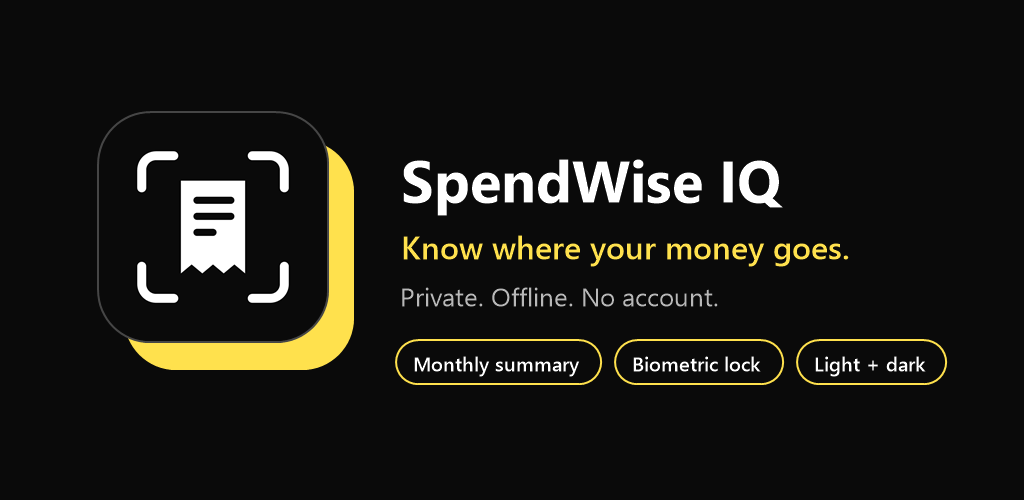 SpendWise IQ
Know where your money goes.
Private. Offline. No account.
Monthly summary
Biometric lock
Light + dark